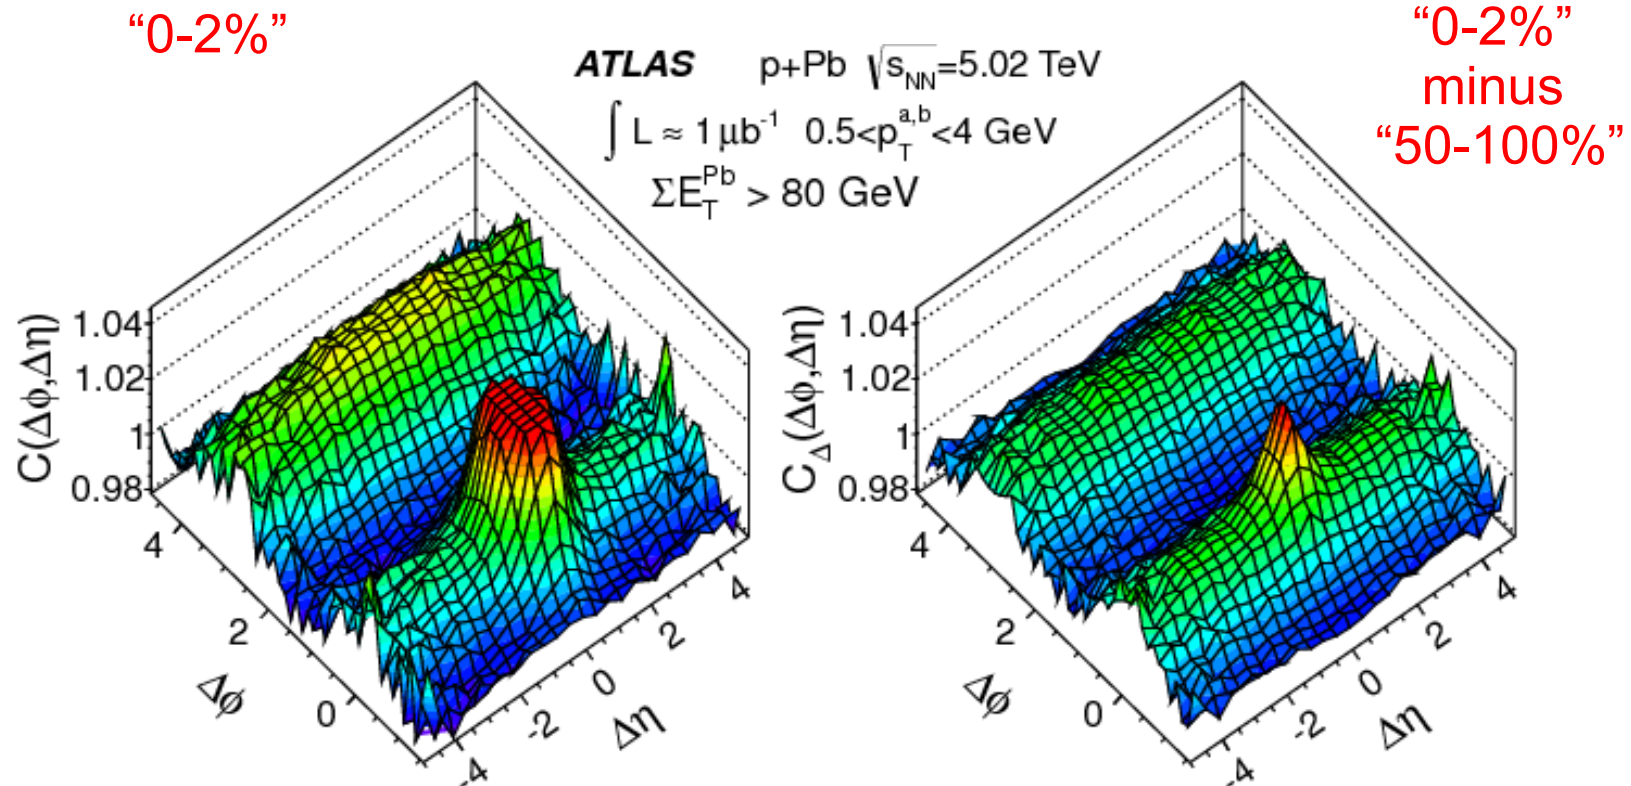 “0-2%”
“0-2%”
minus
“50-100%”
ATLAS p+Pb √s_NN=5.02 TeV
∫ L ≈ 1 μb⁻¹ 0.5<p_T^{a,b}<4 GeV
ΣE_T^{Pb} > 80 GeV
C(Δϕ,Δη)
1.04
1.02
1
0.98
4
2
0
Δϕ
-4
-2
0
2
4
Δη
C_Δ(Δϕ,Δη)
1.04
1.02
1
0.98
4
2
0
Δϕ
-4
-2
0
2
4
Δη